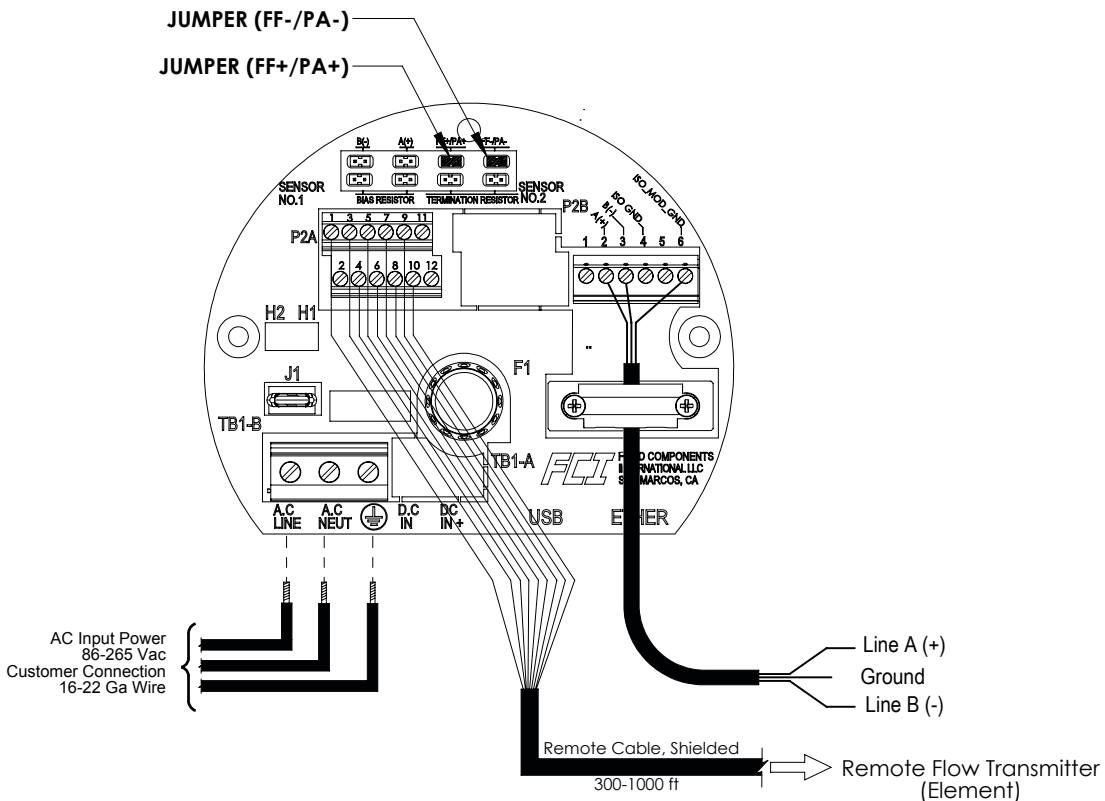 JUMPER (FF-/PA-)
JUMPER (FF+/PA+)
B(-) A(+) FF+/PA+ F-/PA-
SENSOR NO.1
SENSOR NO.2
BIAS RESISTOR TERMINATION RESISTOR
P2A
1 3 5 7 9 11
2 4 6 8 10 12
P2B
A(+)
B(-)
ISO GND
ISO_MOD_GND
1 2 3 4 5 6
H2 H1
J1
F1
TB1-B
TB1-A
FCI
COMPONENTS
LLC
MARCOS, CA
A.C LINE
A.C NEUT
D.C IN
DC IN +
USB
AC Input Power
86-265 Vac
Customer Connection
16-22 Ga Wire
Line A (+)
Ground
Line B (-)
Remote Cable, Shielded
300-1000 ft
Remote Flow Transmitter
(Element)